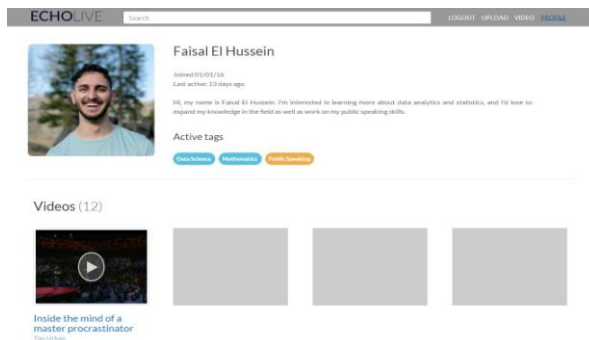 ECHOLIVE Search LOGOUT UPLOAD VIDEO PROFILE
Faisal El Hussein
Joined 01/01/16
Last active: 13 days ago
Hi, my name is Faisal El Hussein. I'm interested in learning more about data analytics and statistics, and I'd love to
expand my knowledge in the field as well as work on my public speaking skills.
Active tags
Data Science Mathematics Public Speaking
Videos (12)
Inside the mind of a
master procrastinator
Tim Urban